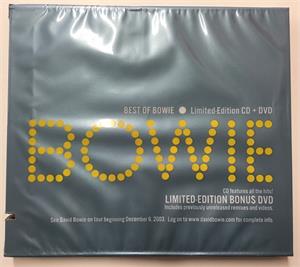 BEST OF BOWIE ● Limited-Edition CD + DVD
BOWIE
CD features all the hits!
LIMITED-EDITION BONUS DVD
Includes previously unreleased remixes and videos.
See David Bowie on tour beginning December 6, 2003. Log on to www.davidbowie.com for complete info.